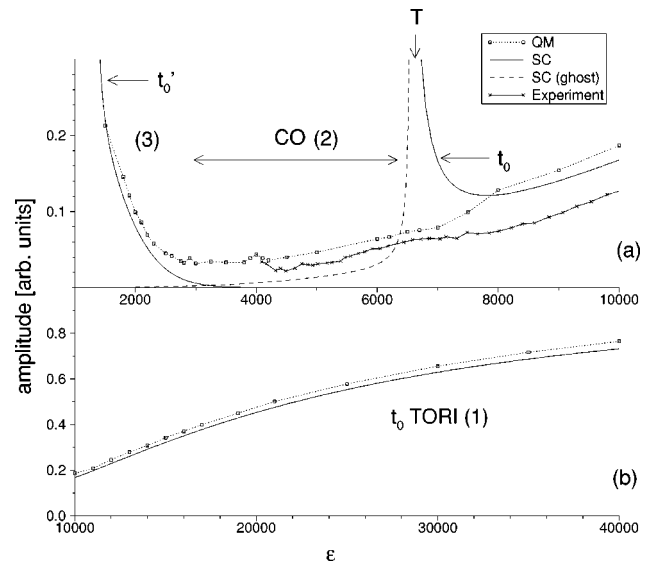 T
QM
SC
SC (ghost)
Experiment
t₀'
(3)
CO (2)
t₀
0.2
0.1
(a)
2000 4000 6000 8000 10000
amplitude [arb. units]
0.8
0.6
0.4
0.2
0.0
t₀ TORI (1)
(b)
10000 20000 30000 40000
ε